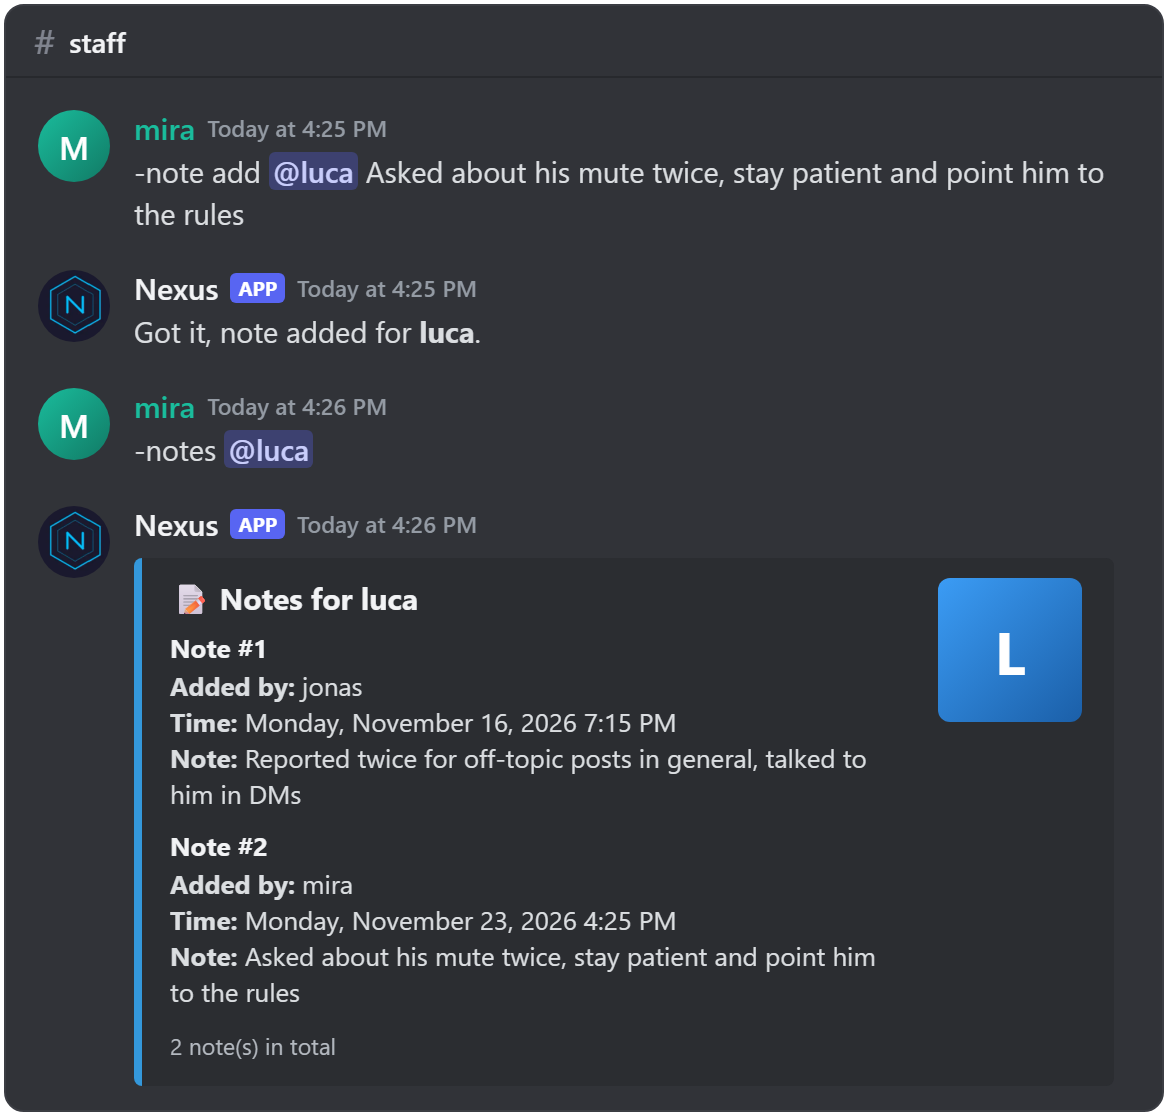 # staff
M
mira Today at 4:25 PM
-note add @luca Asked about his mute twice, stay patient and point him to
the rules
N
Nexus APP Today at 4:25 PM
Got it, note added for luca.
M
mira Today at 4:26 PM
-notes @luca
N
Nexus APP Today at 4:26 PM
📝 Notes for luca
L
Note #1
Added by: jonas
Time: Monday, November 16, 2026 7:15 PM
Note: Reported twice for off-topic posts in general, talked to
him in DMs
Note #2
Added by: mira
Time: Monday, November 23, 2026 4:25 PM
Note: Asked about his mute twice, stay patient and point him
to the rules
2 note(s) in total